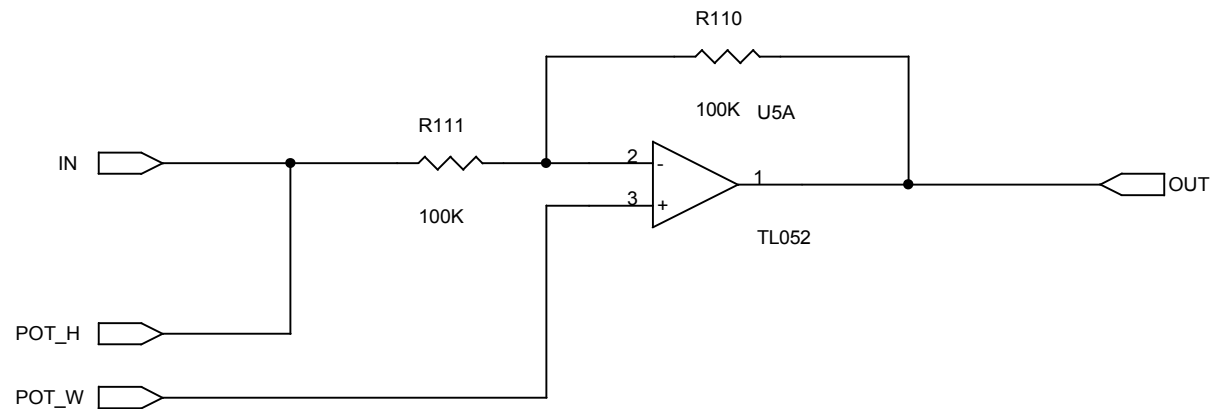 R110
100K
U5A
R111
IN
2
-
1
OUT
3
+
100K
TL052
POT_H
POT_W